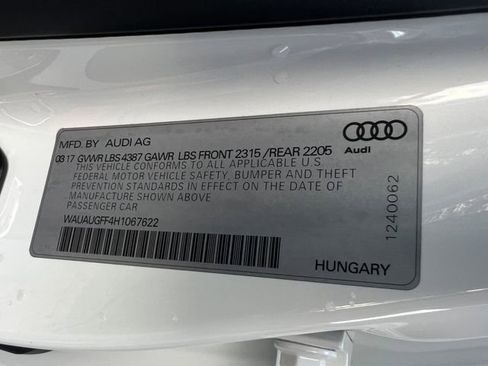 MFD. BY AUDI AG
03 17 GVWR LBS 4387 GAWR LBS FRONT 2315 /REAR 2205
THIS VEHICLE CONFORMS TO ALL APPLICABLE U.S.
FEDERAL MOTOR VEHICLE SAFETY, BUMPER AND THEFT
PREVENTION STANDARDS IN EFFECT ON THE DATE OF
MANUFACTURE SHOWN ABOVE
PASSENGER CAR
WAUAUGFF4H1067622
Audi
1240062
HUNGARY